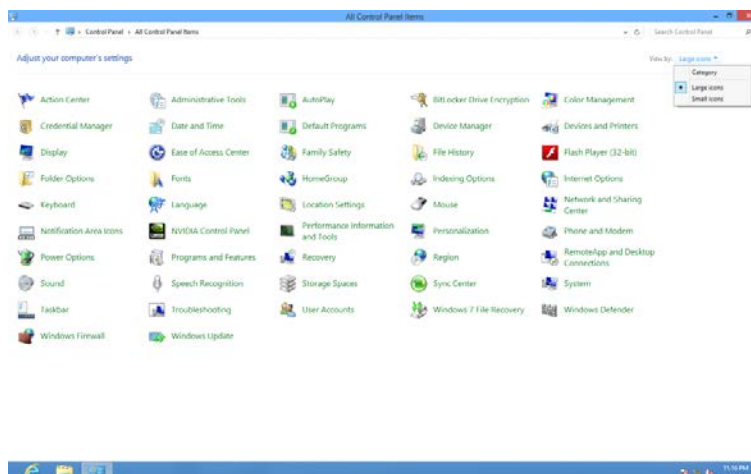 All Control Panel Items
Control Panel All Control Panel Items
Search Control Panel
Adjust your computer's settings
View by: Large icons
Category
Large icons
Small icons
Action Center
Administrative Tools
AutoPlay
BitLocker Drive Encryption
Color Management
Credential Manager
Date and Time
Default Programs
Device Manager
Devices and Printers
Display
Ease of Access Center
Family Safety
File History
Flash Player (32-bit)
Folder Options
Fonts
HomeGroup
Indexing Options
Internet Options
Keyboard
Language
Location Settings
Mouse
Network and Sharing
Center
Notification Area Icons
NVIDIA Control Panel
Performance Information
and Tools
Personalization
Phone and Modem
Power Options
Programs and Features
Recovery
Region
RemoteApp and Desktop
Connections
Sound
Speech Recognition
Storage Spaces
Sync Center
System
Taskbar
Troubleshooting
User Accounts
Windows 7 File Recovery
Windows Defender
Windows Firewall
Windows Update
11:16 PM